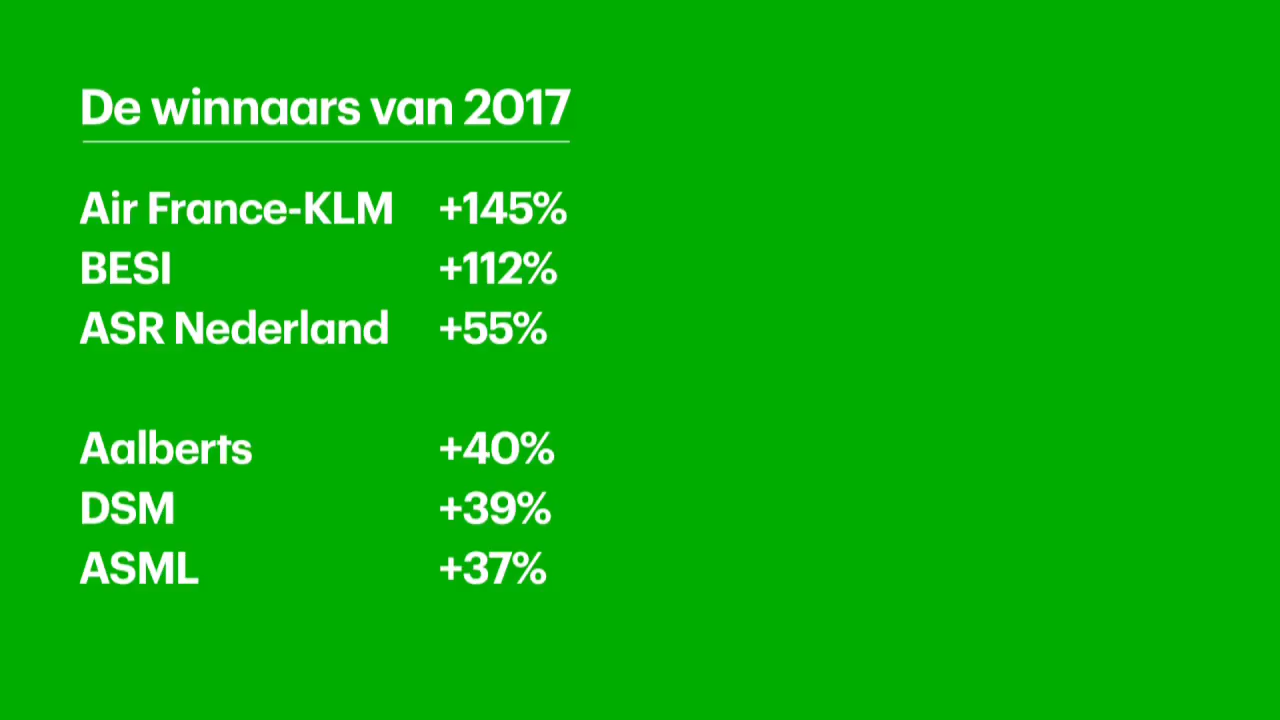 De winnaars van 2017
Air France-KLM +145%
BESI +112%
ASR Nederland +55%
Aalberts +40%
DSM +39%
ASML +37%